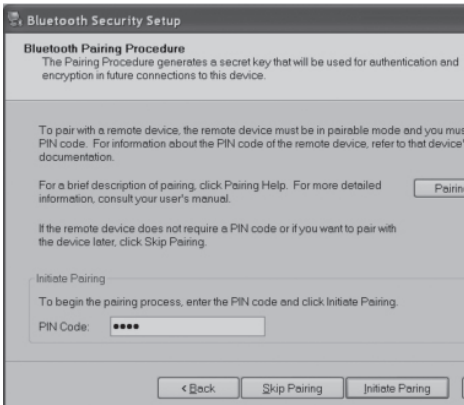 Bluetooth Security Setup
Bluetooth Pairing Procedure
The Pairing Procedure generates a secret key that will be used for authentication and
encryption in future connections to this device.
To pair with a remote device, the remote device must be in pairable mode and you mus
PIN code. For information about the PIN code of the remote device, refer to that device'
documentation.
For a brief description of pairing, click Pairing Help. For more detailed
information, consult your user's manual.
Pairing
If the remote device does not require a PIN code or if you want to pair with
the device later, click Skip Pairing.
Initiate Pairing
To begin the pairing process, enter the PIN code and click Initiate Pairing.
PIN Code: ••••
< Back Skip Pairing Initiate Paring